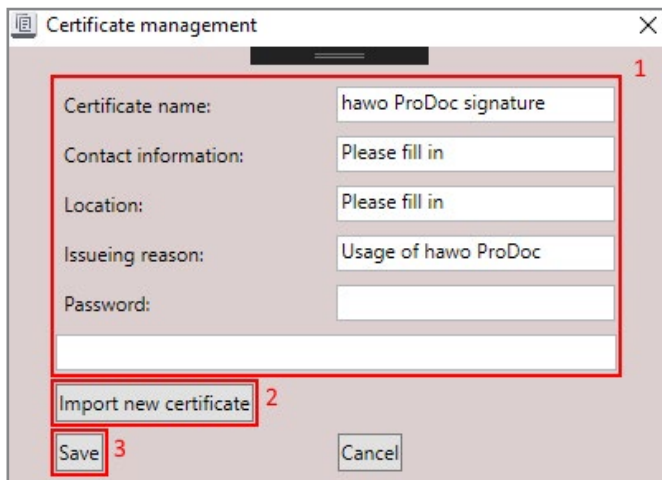 Certificate management
1
Certificate name: hawo ProDoc signature
Contact information: Please fill in
Location: Please fill in
Issueing reason: Usage of hawo ProDoc
Password:
Import new certificate 2
Save 3 Cancel